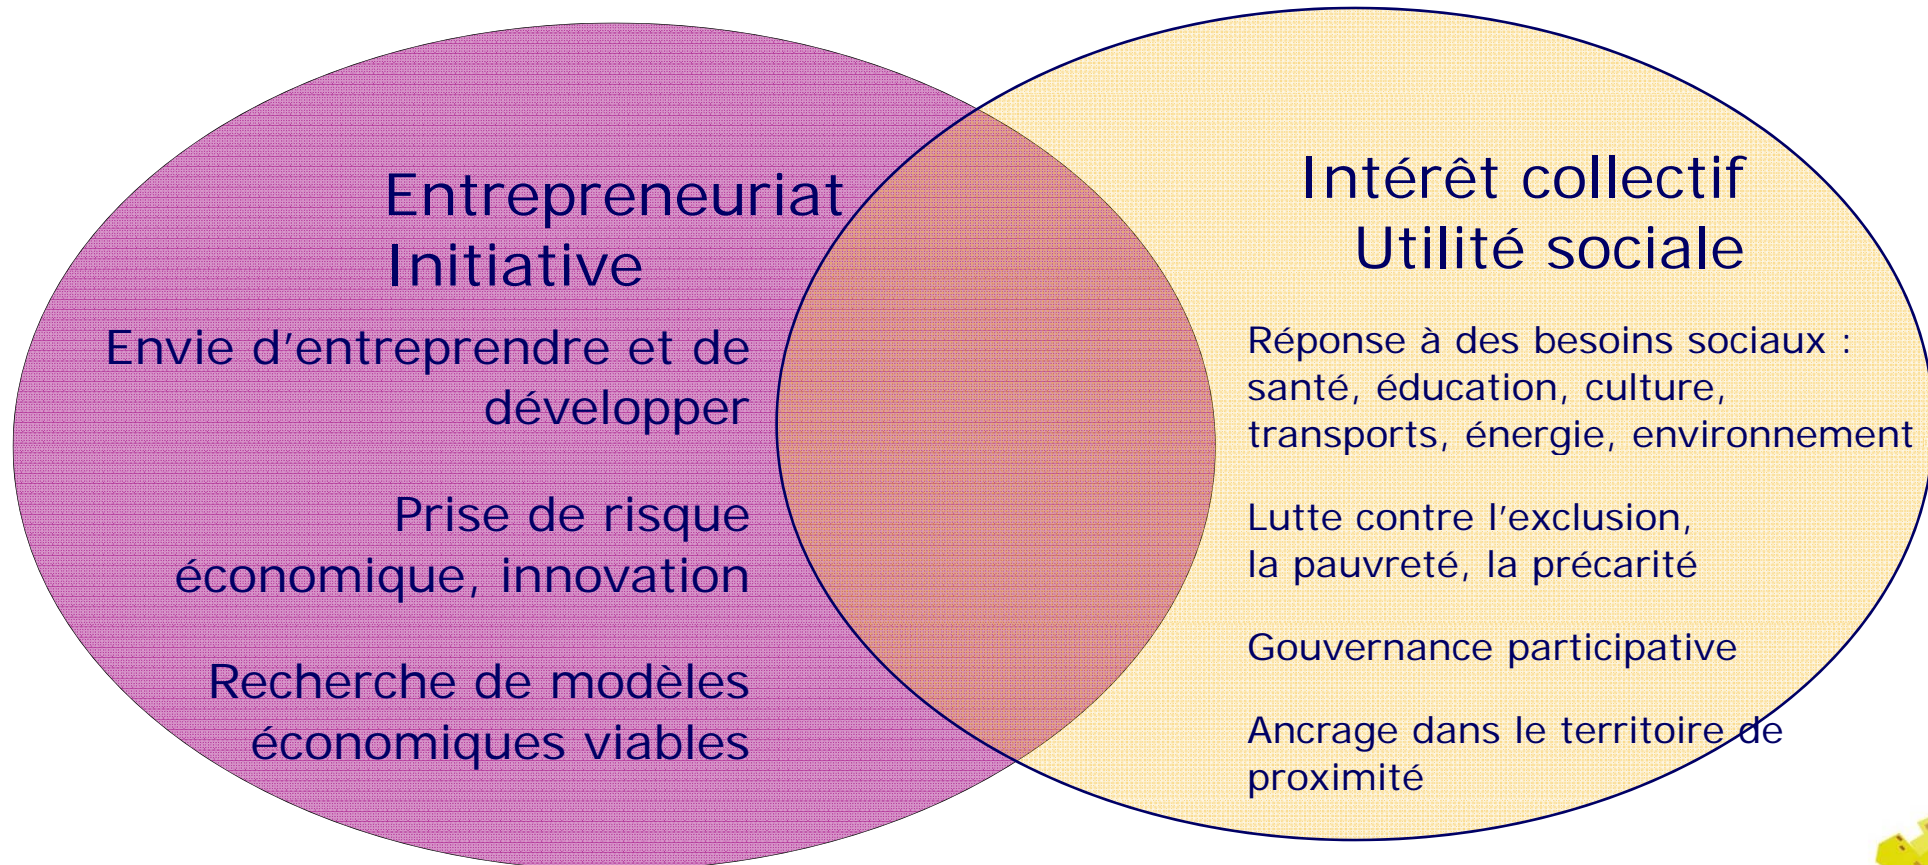 Entrepreneuriat
Initiative
Envie d’entreprendre et de
développer
Prise de risque
économique, innovation
Recherche de modèles
économiques viables
Intérêt collectif
Utilité sociale
Réponse à des besoins sociaux :
santé, éducation, culture,
transports, énergie, environnement
Lutte contre l’exclusion,
la pauvreté, la précarité
Gouvernance participative
Ancrage dans le territoire de
proximité